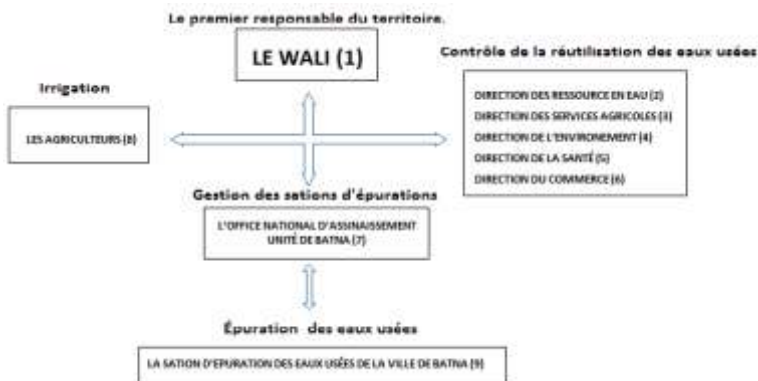 Le premier responsable du territoire.
LE WALI (1)
Contrôle de la réutilisation des eaux usées
Irrigation
DIRECTION DES RESSOURCE EN EAU (2)
DIRECTION DES SERVICES AGRICOLES (3)
LES AGRICULTEURS (8)
DIRECTION DE L'ENVIRONEMENT (4)
DIRECTION DE LA SANTÉ (5)
DIRECTION DU COMMERCE (6)
Gestion des sations d'épurations
L'OFFICE NATIONAL D'ASSINAISSEMENT
UNITÉ DE BATNA (7)
Épuration des eaux usées
LA SATION D'EPURATION DES EAUX USÉES DE LA VILLE DE BATNA (9)